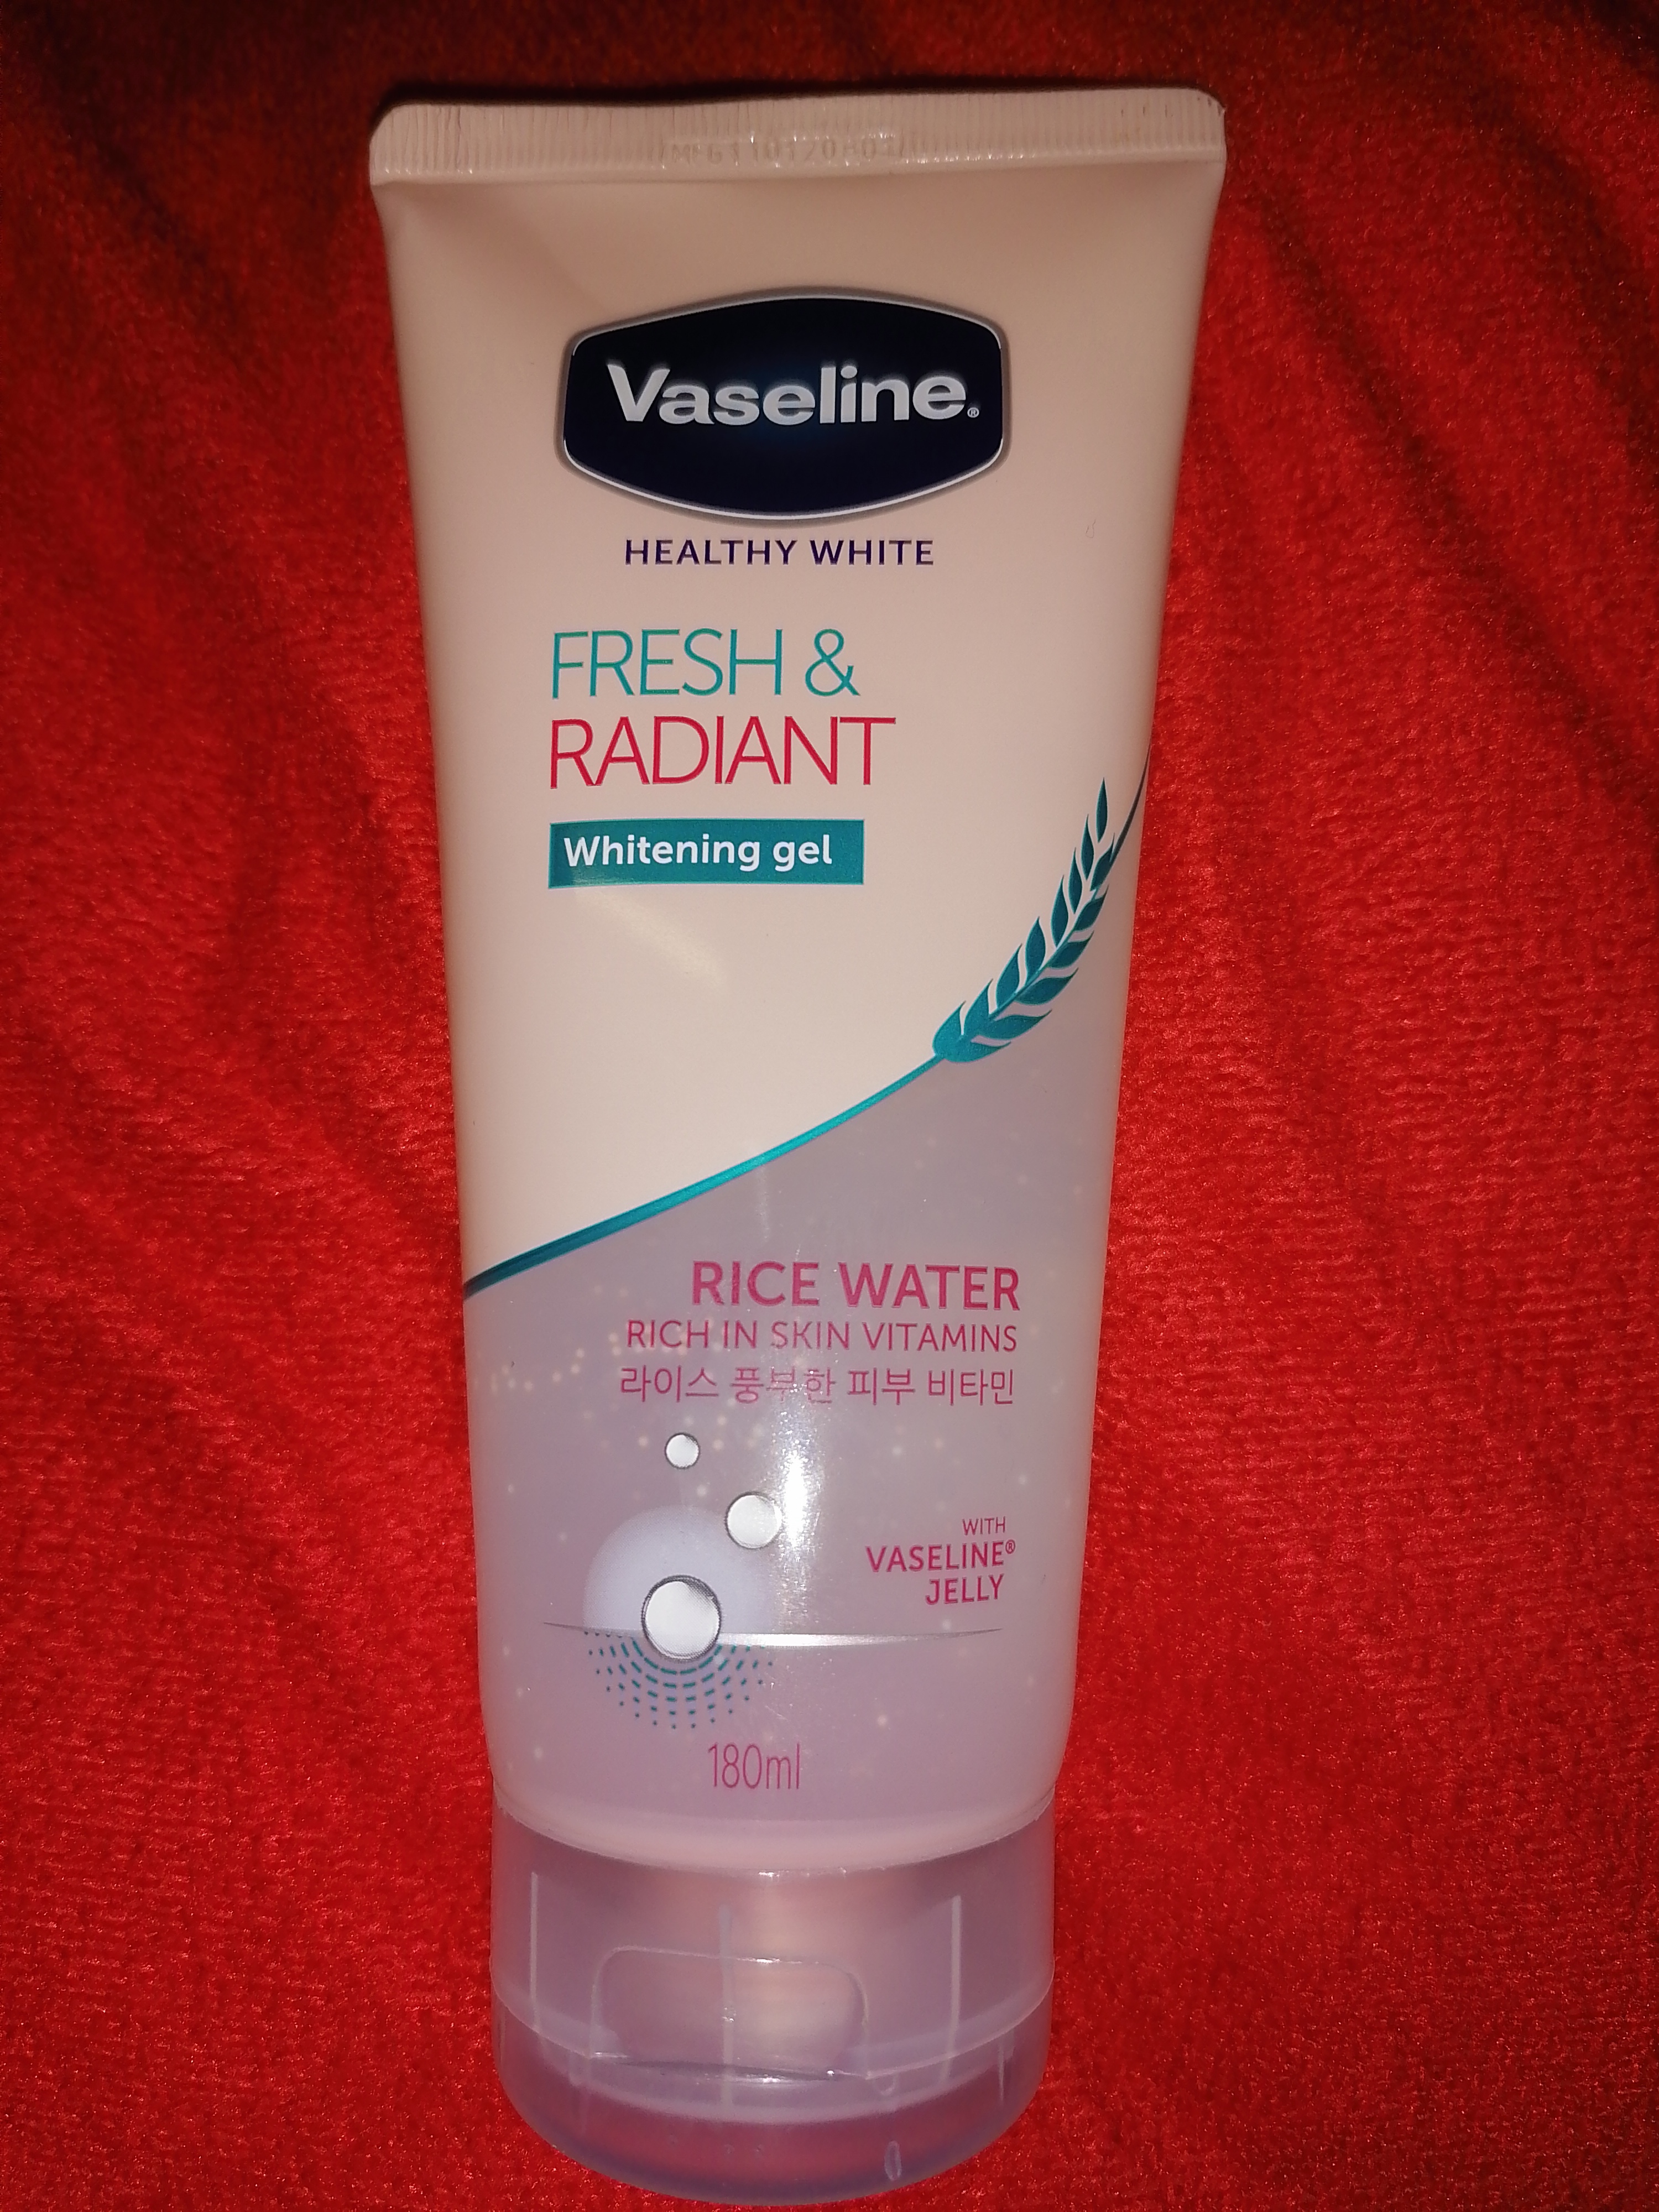 Vaseline®
HEALTHY WHITE
FRESH &
RADIANT
Whitening gel
RICE WATER
RICH IN SKIN VITAMINS
라이스 풍부한 피부 비타민
WITH
VASELINE®
JELLY
180ml